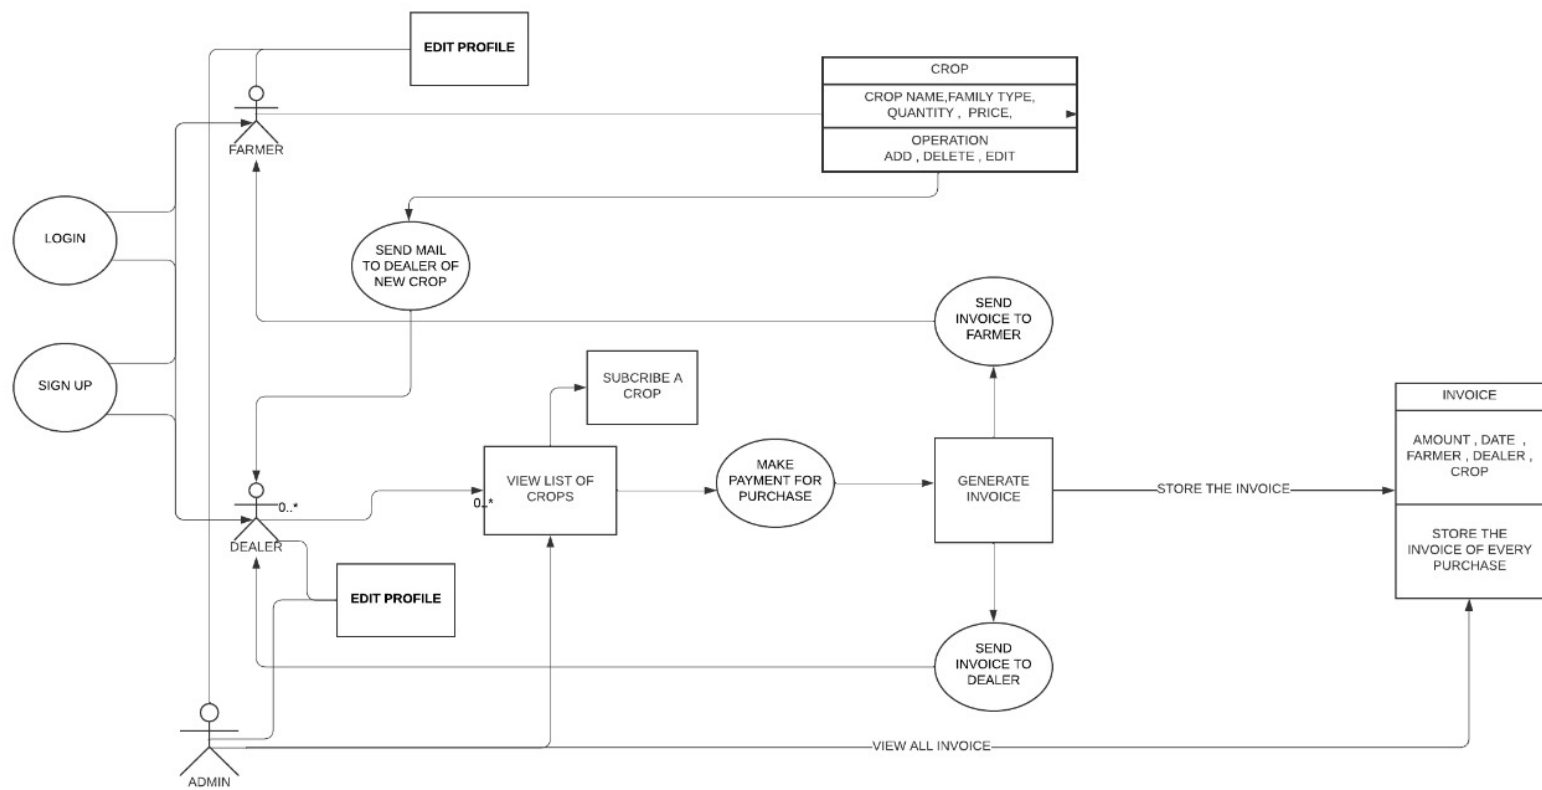 EDIT PROFILE
CROP
CROP NAME,FAMILY TYPE,
QUANTITY , PRICE,
OPERATION
ADD , DELETE , EDIT
FARMER
LOGIN
SEND MAIL
TO DEALER OF
NEW CROP
SEND
INVOICE TO
FARMER
SIGN UP
SUBCRIBE A
CROP
INVOICE
AMOUNT , DATE ,
FARMER , DEALER ,
CROP
MAKE
PAYMENT FOR
PURCHASE
VIEW LIST OF
CROPS
GENERATE
INVOICE
STORE THE INVOICE
0..*
0..*
DEALER
STORE THE
INVOICE OF EVERY
PURCHASE
EDIT PROFILE
SEND
INVOICE TO
DEALER
VIEW ALL INVOICE
ADMIN